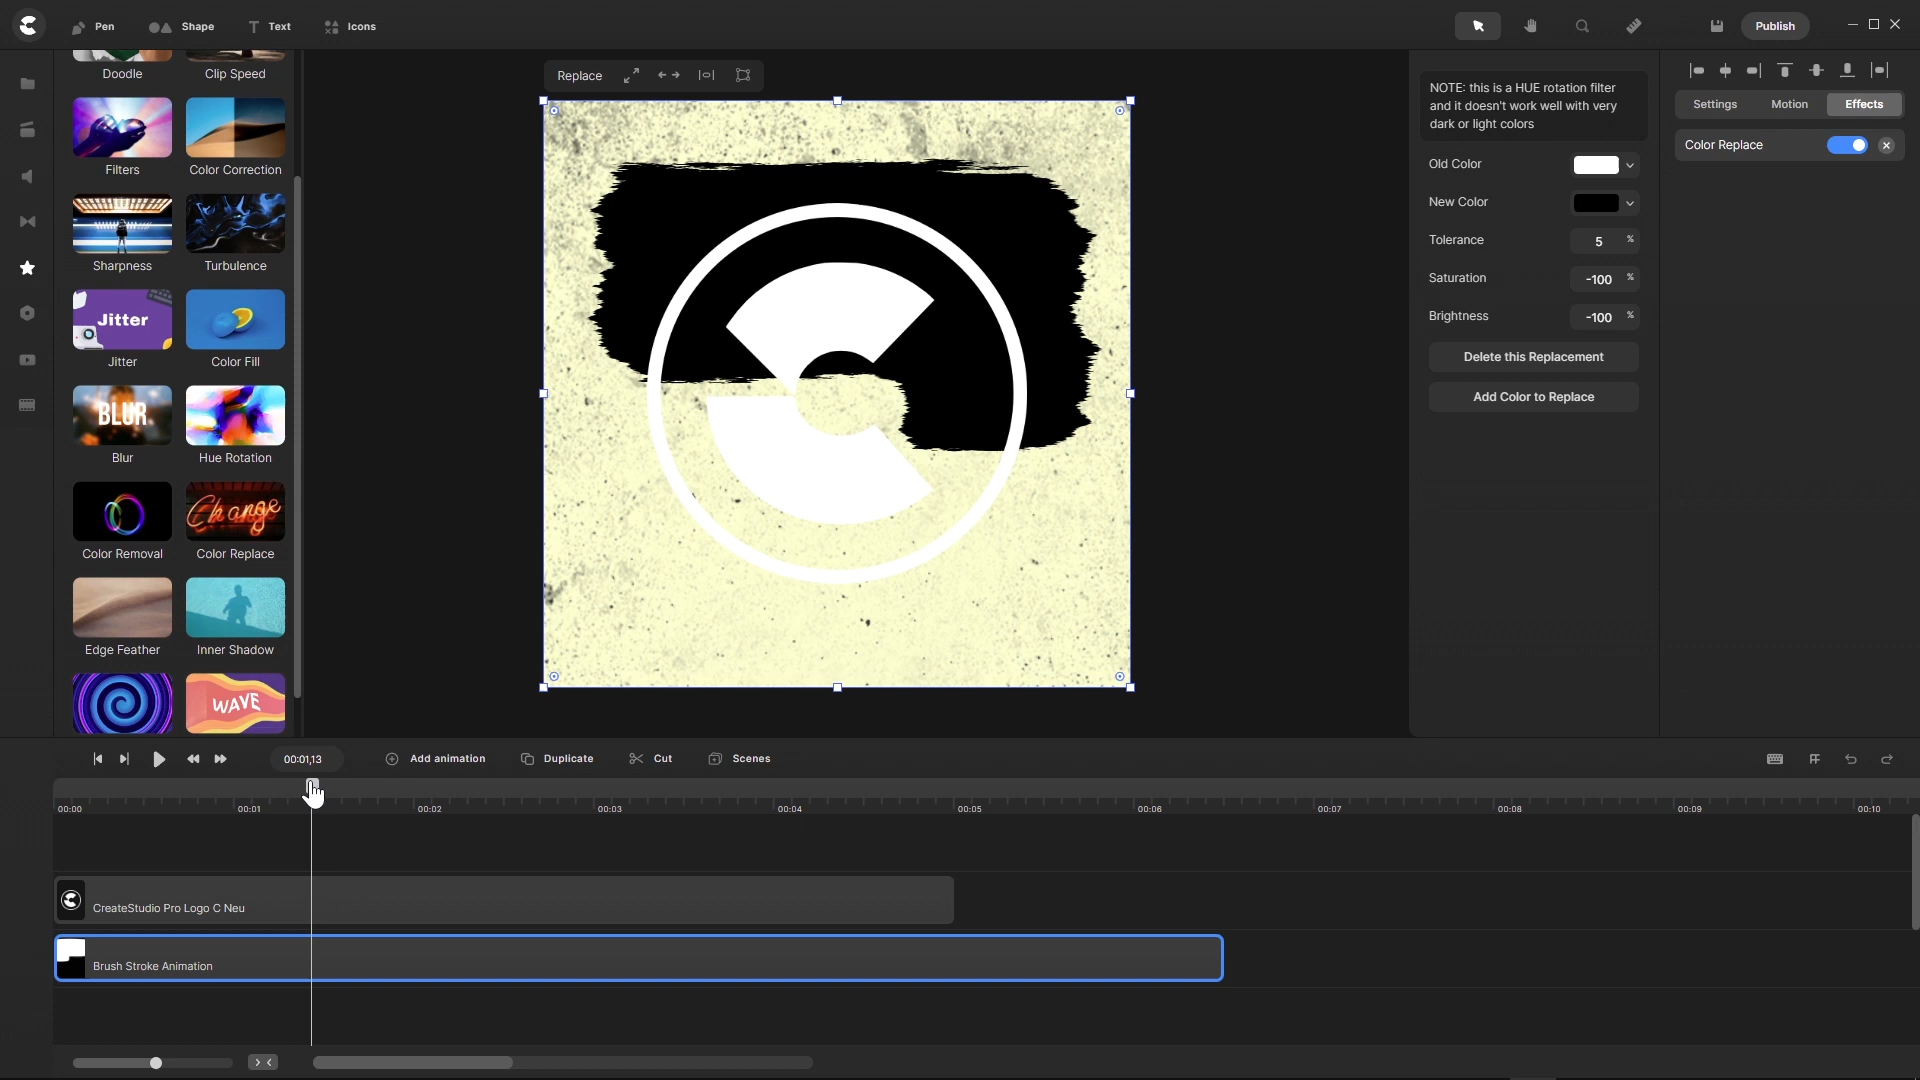 Pen
Shape
Text
Icons
Publish
Doodle
Clip Speed
Filters
Color Correction
Sharpness
Turbulence
Jitter
Jitter
Color Fill
BLUR
Blur
Hue Rotation
Change
Color Removal
Color Replace
Edge Feather
Inner Shadow
WAVE
Replace
NOTE: this is a HUE rotation filter
and it doesn't work well with very
dark or light colors
Old Color
New Color
Tolerance 5 %
Saturation -100 %
Brightness -100 %
Delete this Replacement
Add Color to Replace
Settings
Motion
Effects
Color Replace
00:01,13
Add animation
Duplicate
Cut
Scenes
00:00 00:01 00:02 00:03 00:04 00:05 00:06 00:07 00:08 00:09 00:10
CreateStudio Pro Logo C Neu
Brush Stroke Animation